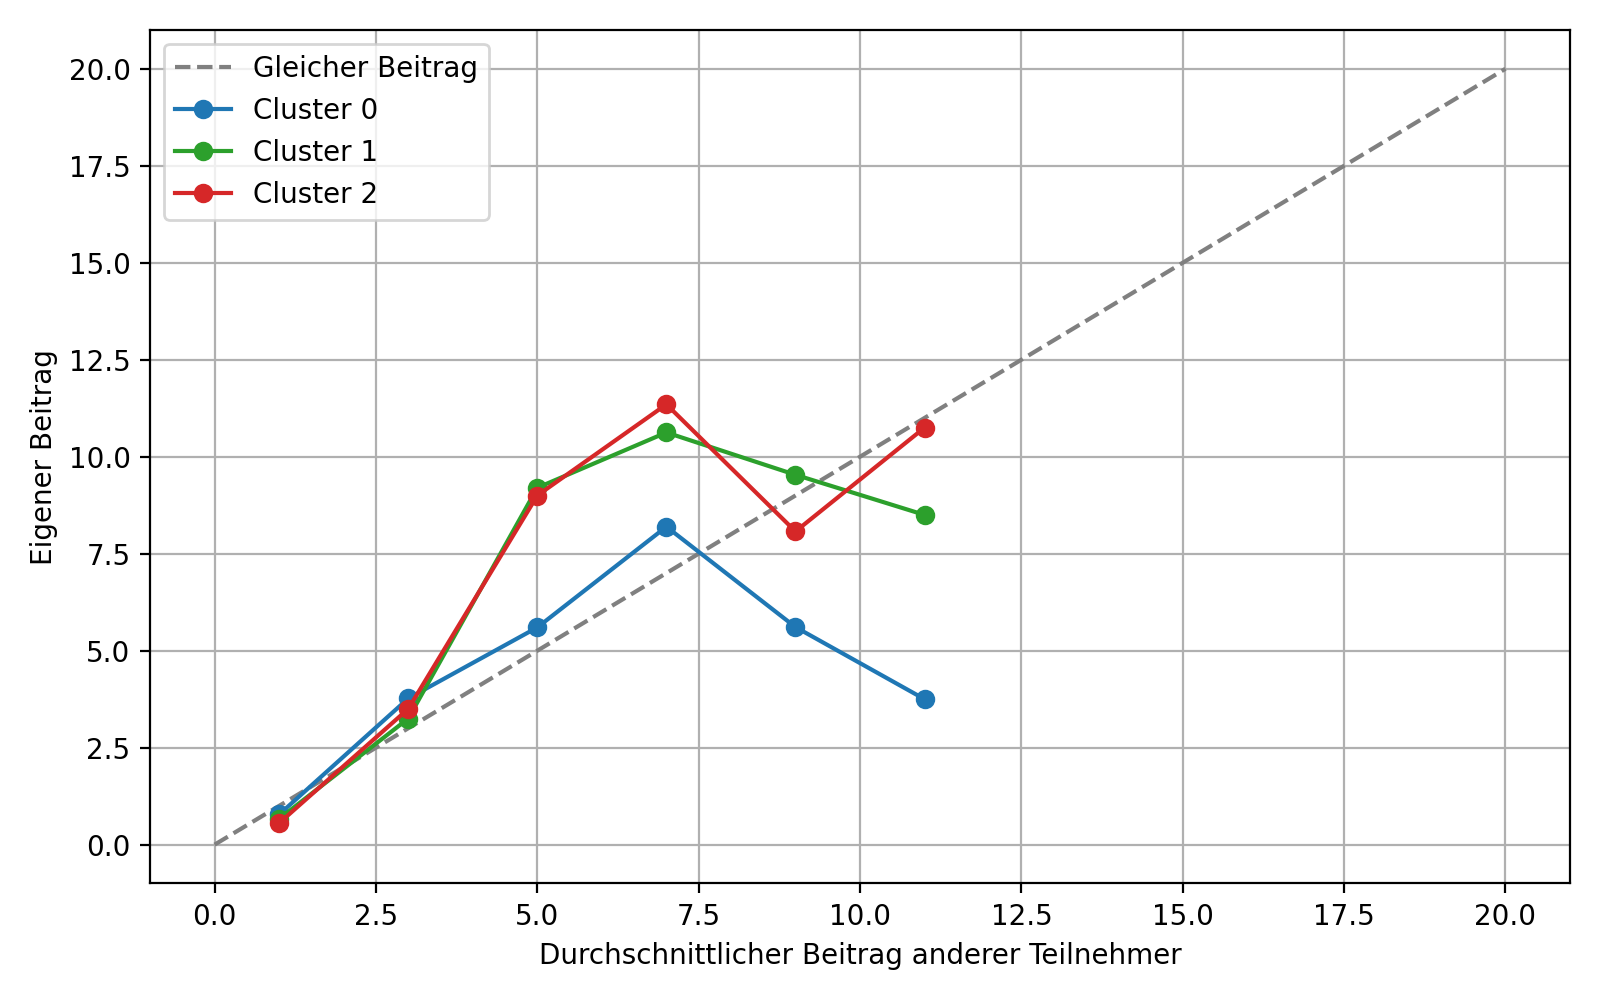 Gleicher Beitrag
Cluster 0
Cluster 1
Cluster 2
20.0
17.5
15.0
12.5
10.0
7.5
5.0
2.5
0.0
Eigener Beitrag
0.0 2.5 5.0 7.5 10.0 12.5 15.0 17.5 20.0
Durchschnittlicher Beitrag anderer Teilnehmer